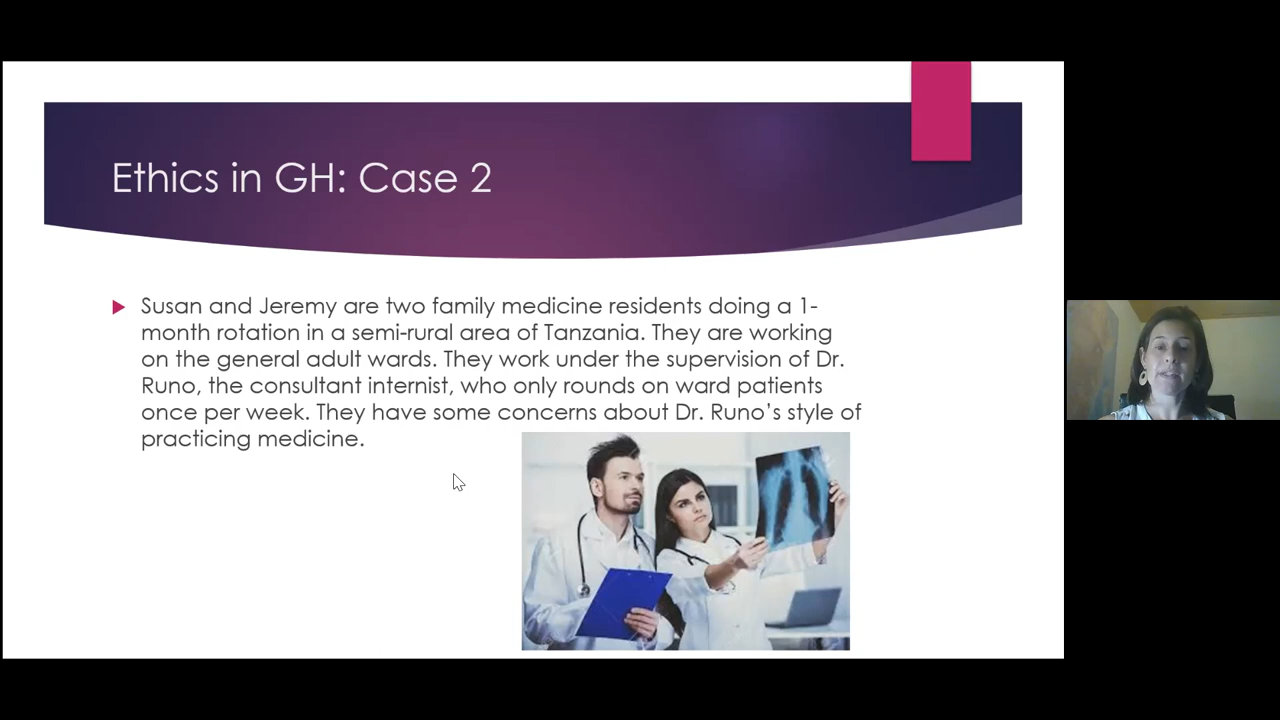 Ethics in GH: Case 2
Susan and Jeremy are two family medicine residents doing a 1-
month rotation in a semi-rural area of Tanzania. They are working
on the general adult wards. They work under the supervision of Dr.
Runo, the consultant internist, who only rounds on ward patients
once per week. They have some concerns about Dr. Runo’s style of
practicing medicine.